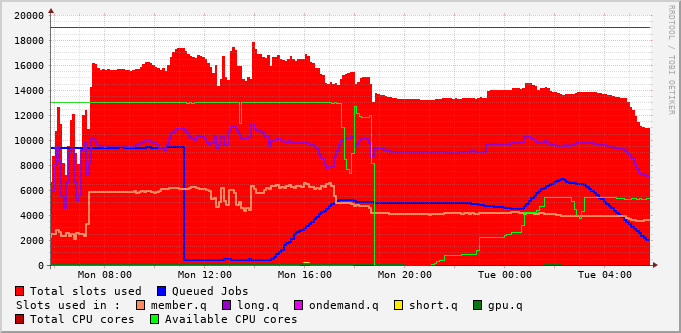 RRDTOOL / TOBI OETIKER
20000
18000
16000
14000
12000
10000
8000
6000
4000
2000
0
Mon 08:00 Mon 12:00 Mon 16:00 Mon 20:00 Tue 00:00 Tue 04:00
Total slots used Queued Jobs
Slots used in : member.q long.q ondemand.q short.q gpu.q
Total CPU cores Available CPU cores